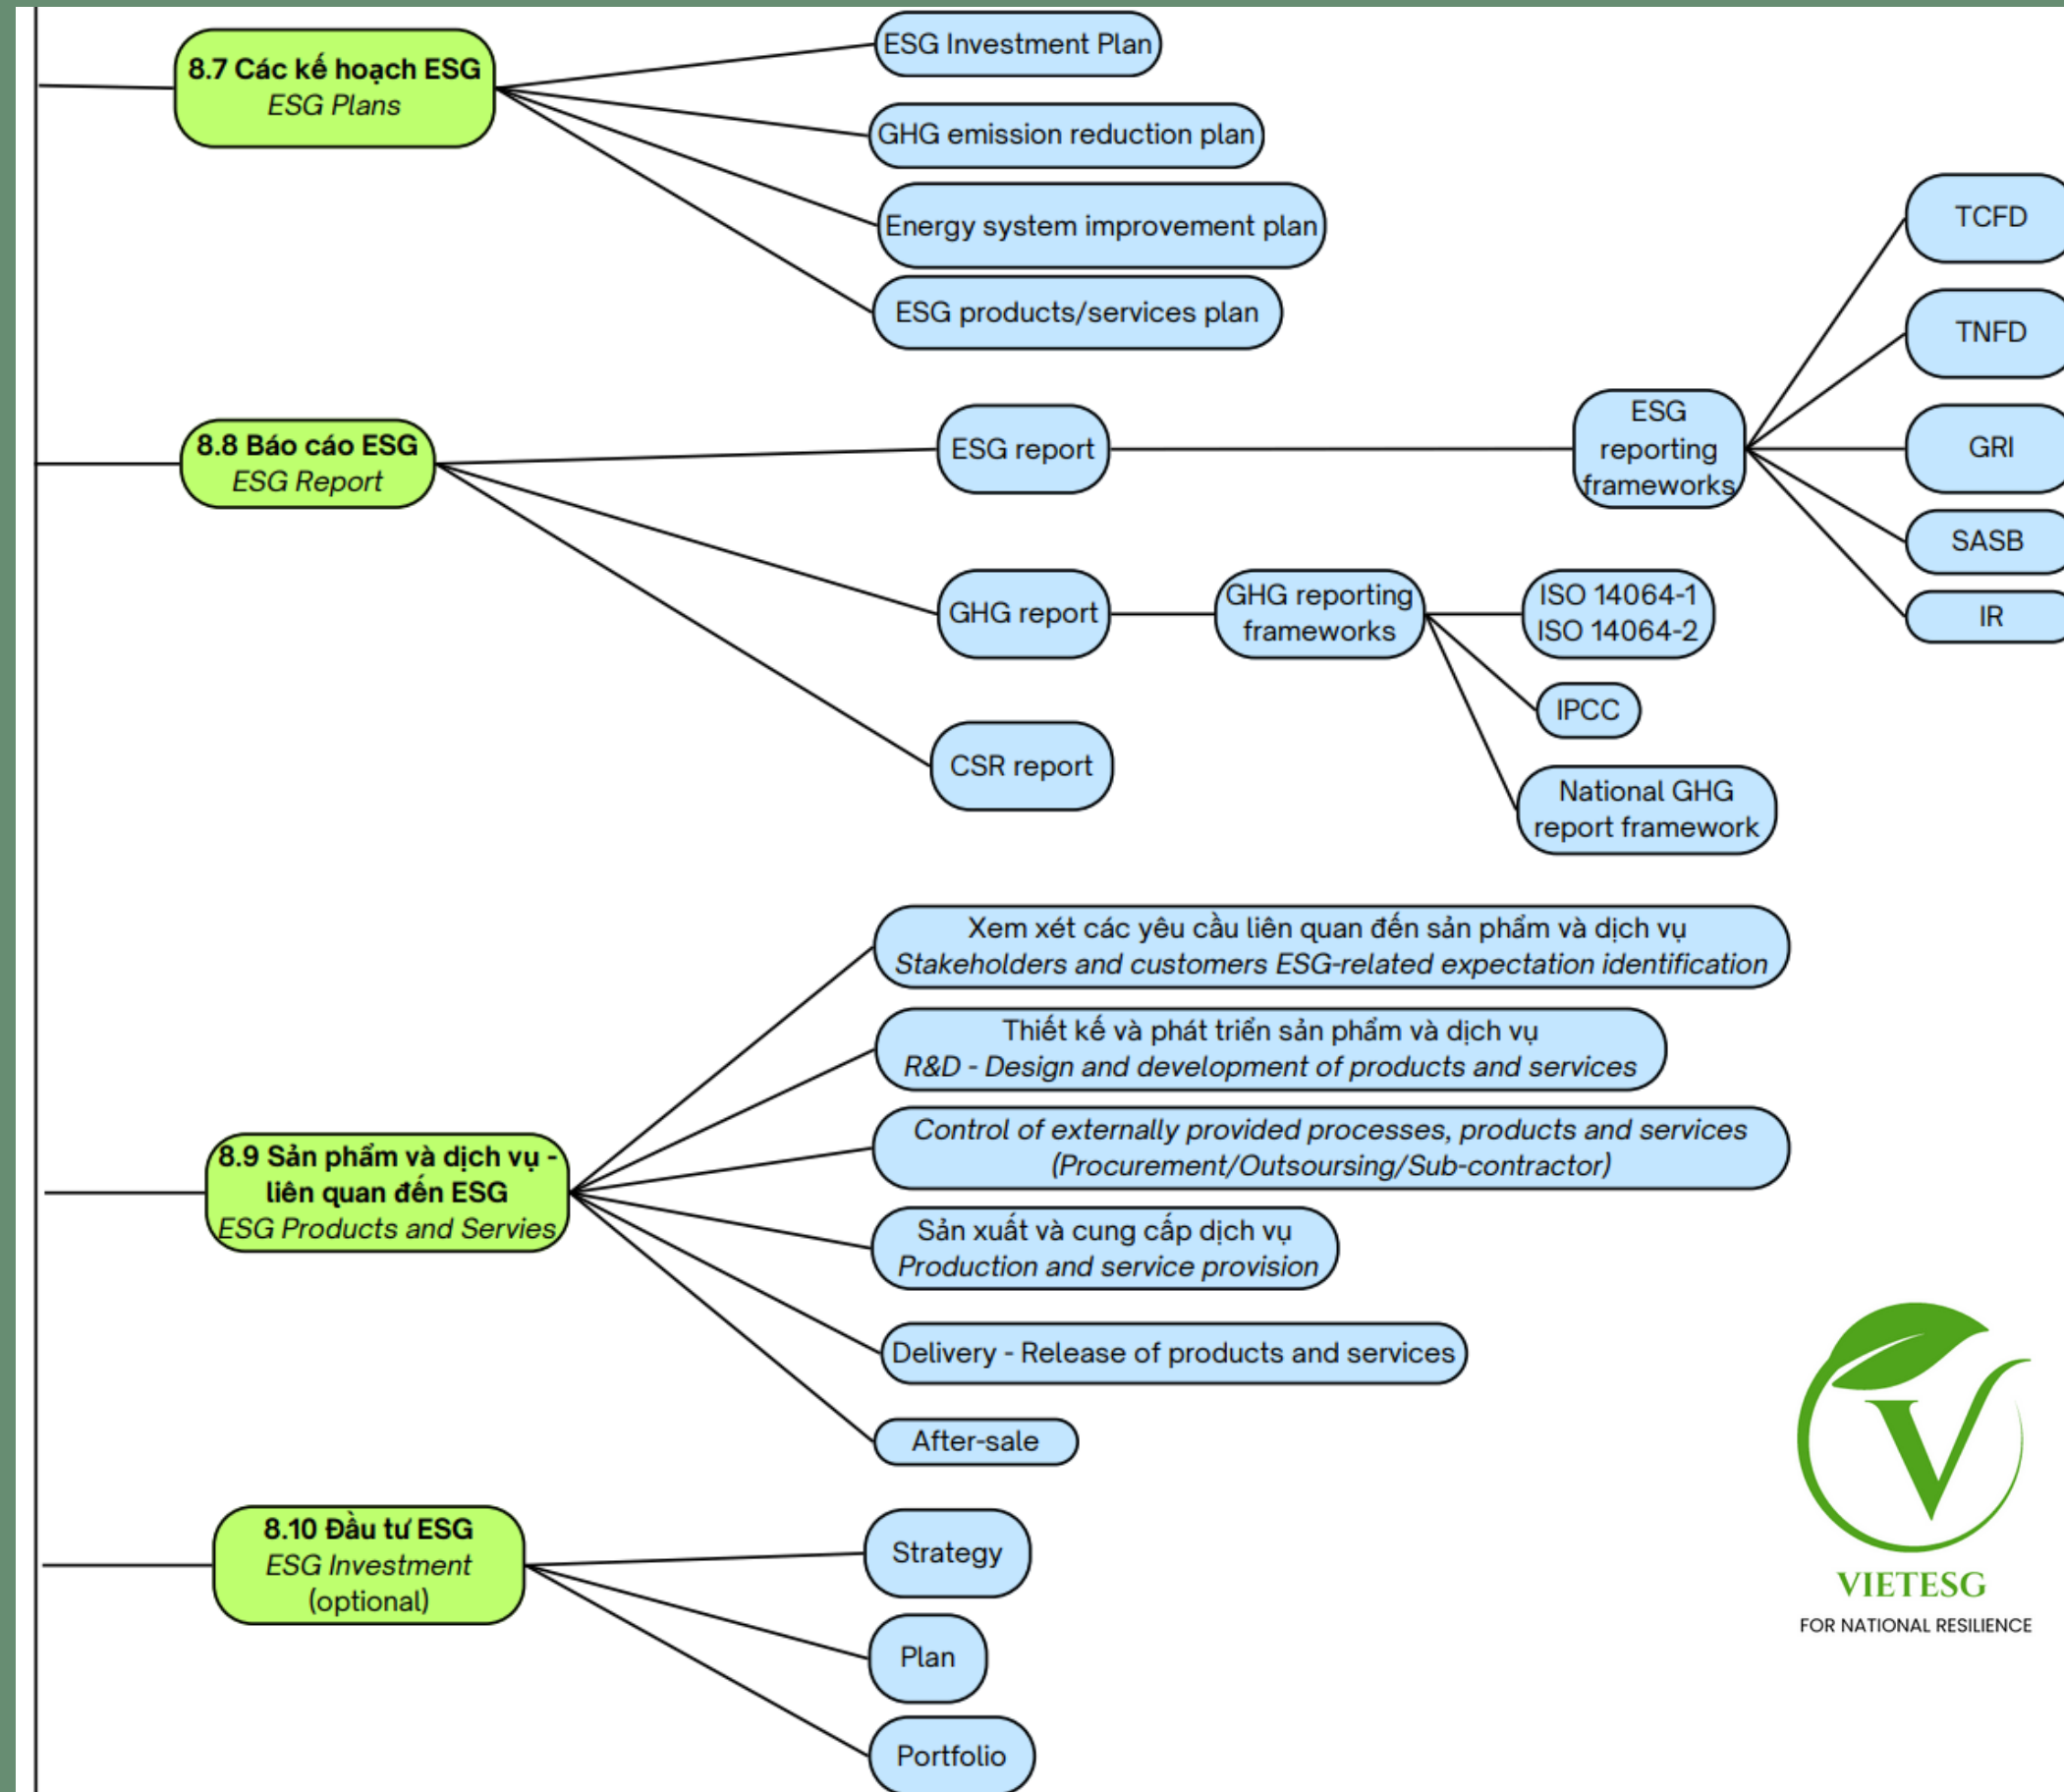 8.7 Các kế hoạch ESG
ESG Plans
ESG Investment Plan
GHG emission reduction plan
Energy system improvement plan
ESG products/services plan
8.8 Báo cáo ESG
ESG Report
ESG report
ESG
reporting
frameworks
TCFD
TNFD
GRI
SASB
IR
GHG report
GHG reporting
frameworks
ISO 14064-1
ISO 14064-2
IPCC
National GHG
report framework
CSR report
8.9 Sản phẩm và dịch vụ -
liên quan đến ESG
ESG Products and Servies
Xem xét các yêu cầu liên quan đến sản phẩm và dịch vụ
Stakeholders and customers ESG-related expectation identification
Thiết kế và phát triển sản phẩm và dịch vụ
R&D - Design and development of products and services
Control of externally provided processes, products and services
(Procurement/Outsoursing/Sub-contractor)
Sản xuất và cung cấp dịch vụ
Production and service provision
Delivery - Release of products and services
After-sale
8.10 Đầu tư ESG
ESG Investment
(optional)
Strategy
Plan
Portfolio
VIETESG
FOR NATIONAL RESILIENCE